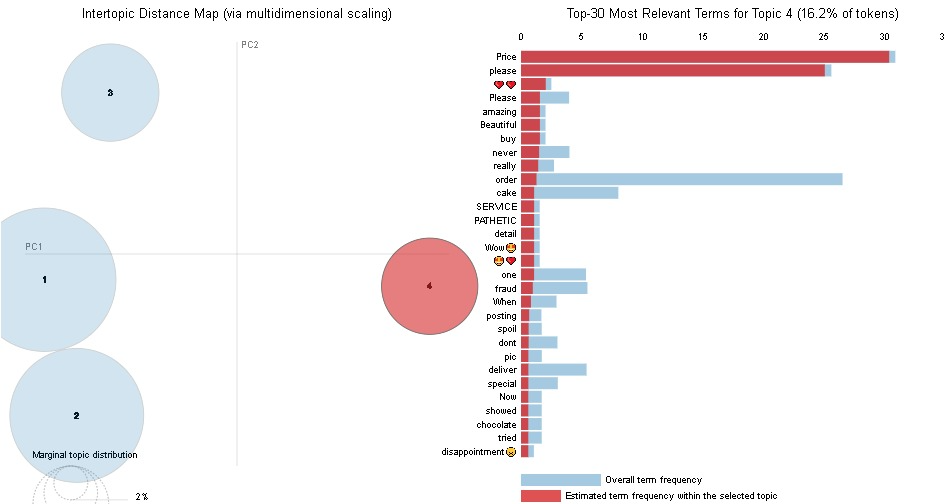 Intertopic Distance Map (via multidimensional scaling)
PC2
3
PC1
1
4
2
Marginal topic distribution
2%
Top-30 Most Relevant Terms for Topic 4 (16.2% of tokens)
0 5 10 15 20 25 30 3
Price
please
❤️ ❤️
Please
amazing
Beautiful
buy
never
really
order
cake
SERVICE
PATHETIC
detail
Wow🤩
🤩 ❤️
one
fraud
When
posting
spoil
dont
pic
deliver
special
Now
showed
chocolate
tried
disappointment
Overall term frequency
Estimated term frequency within the selected topic